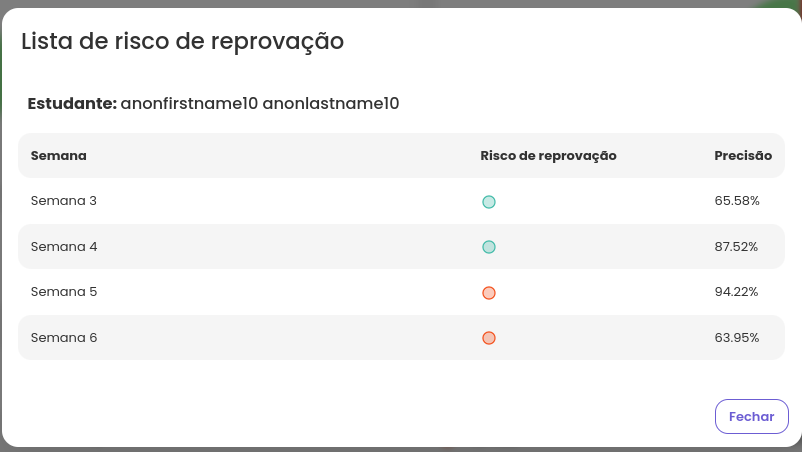 Lista de risco de reprovação
Estudante: anonfirstname10 anonlastname10
Semana Risco de reprovação Precisão
Semana 3 65.58%
Semana 4 87.52%
Semana 5 94.22%
Semana 6 63.95%
Fechar